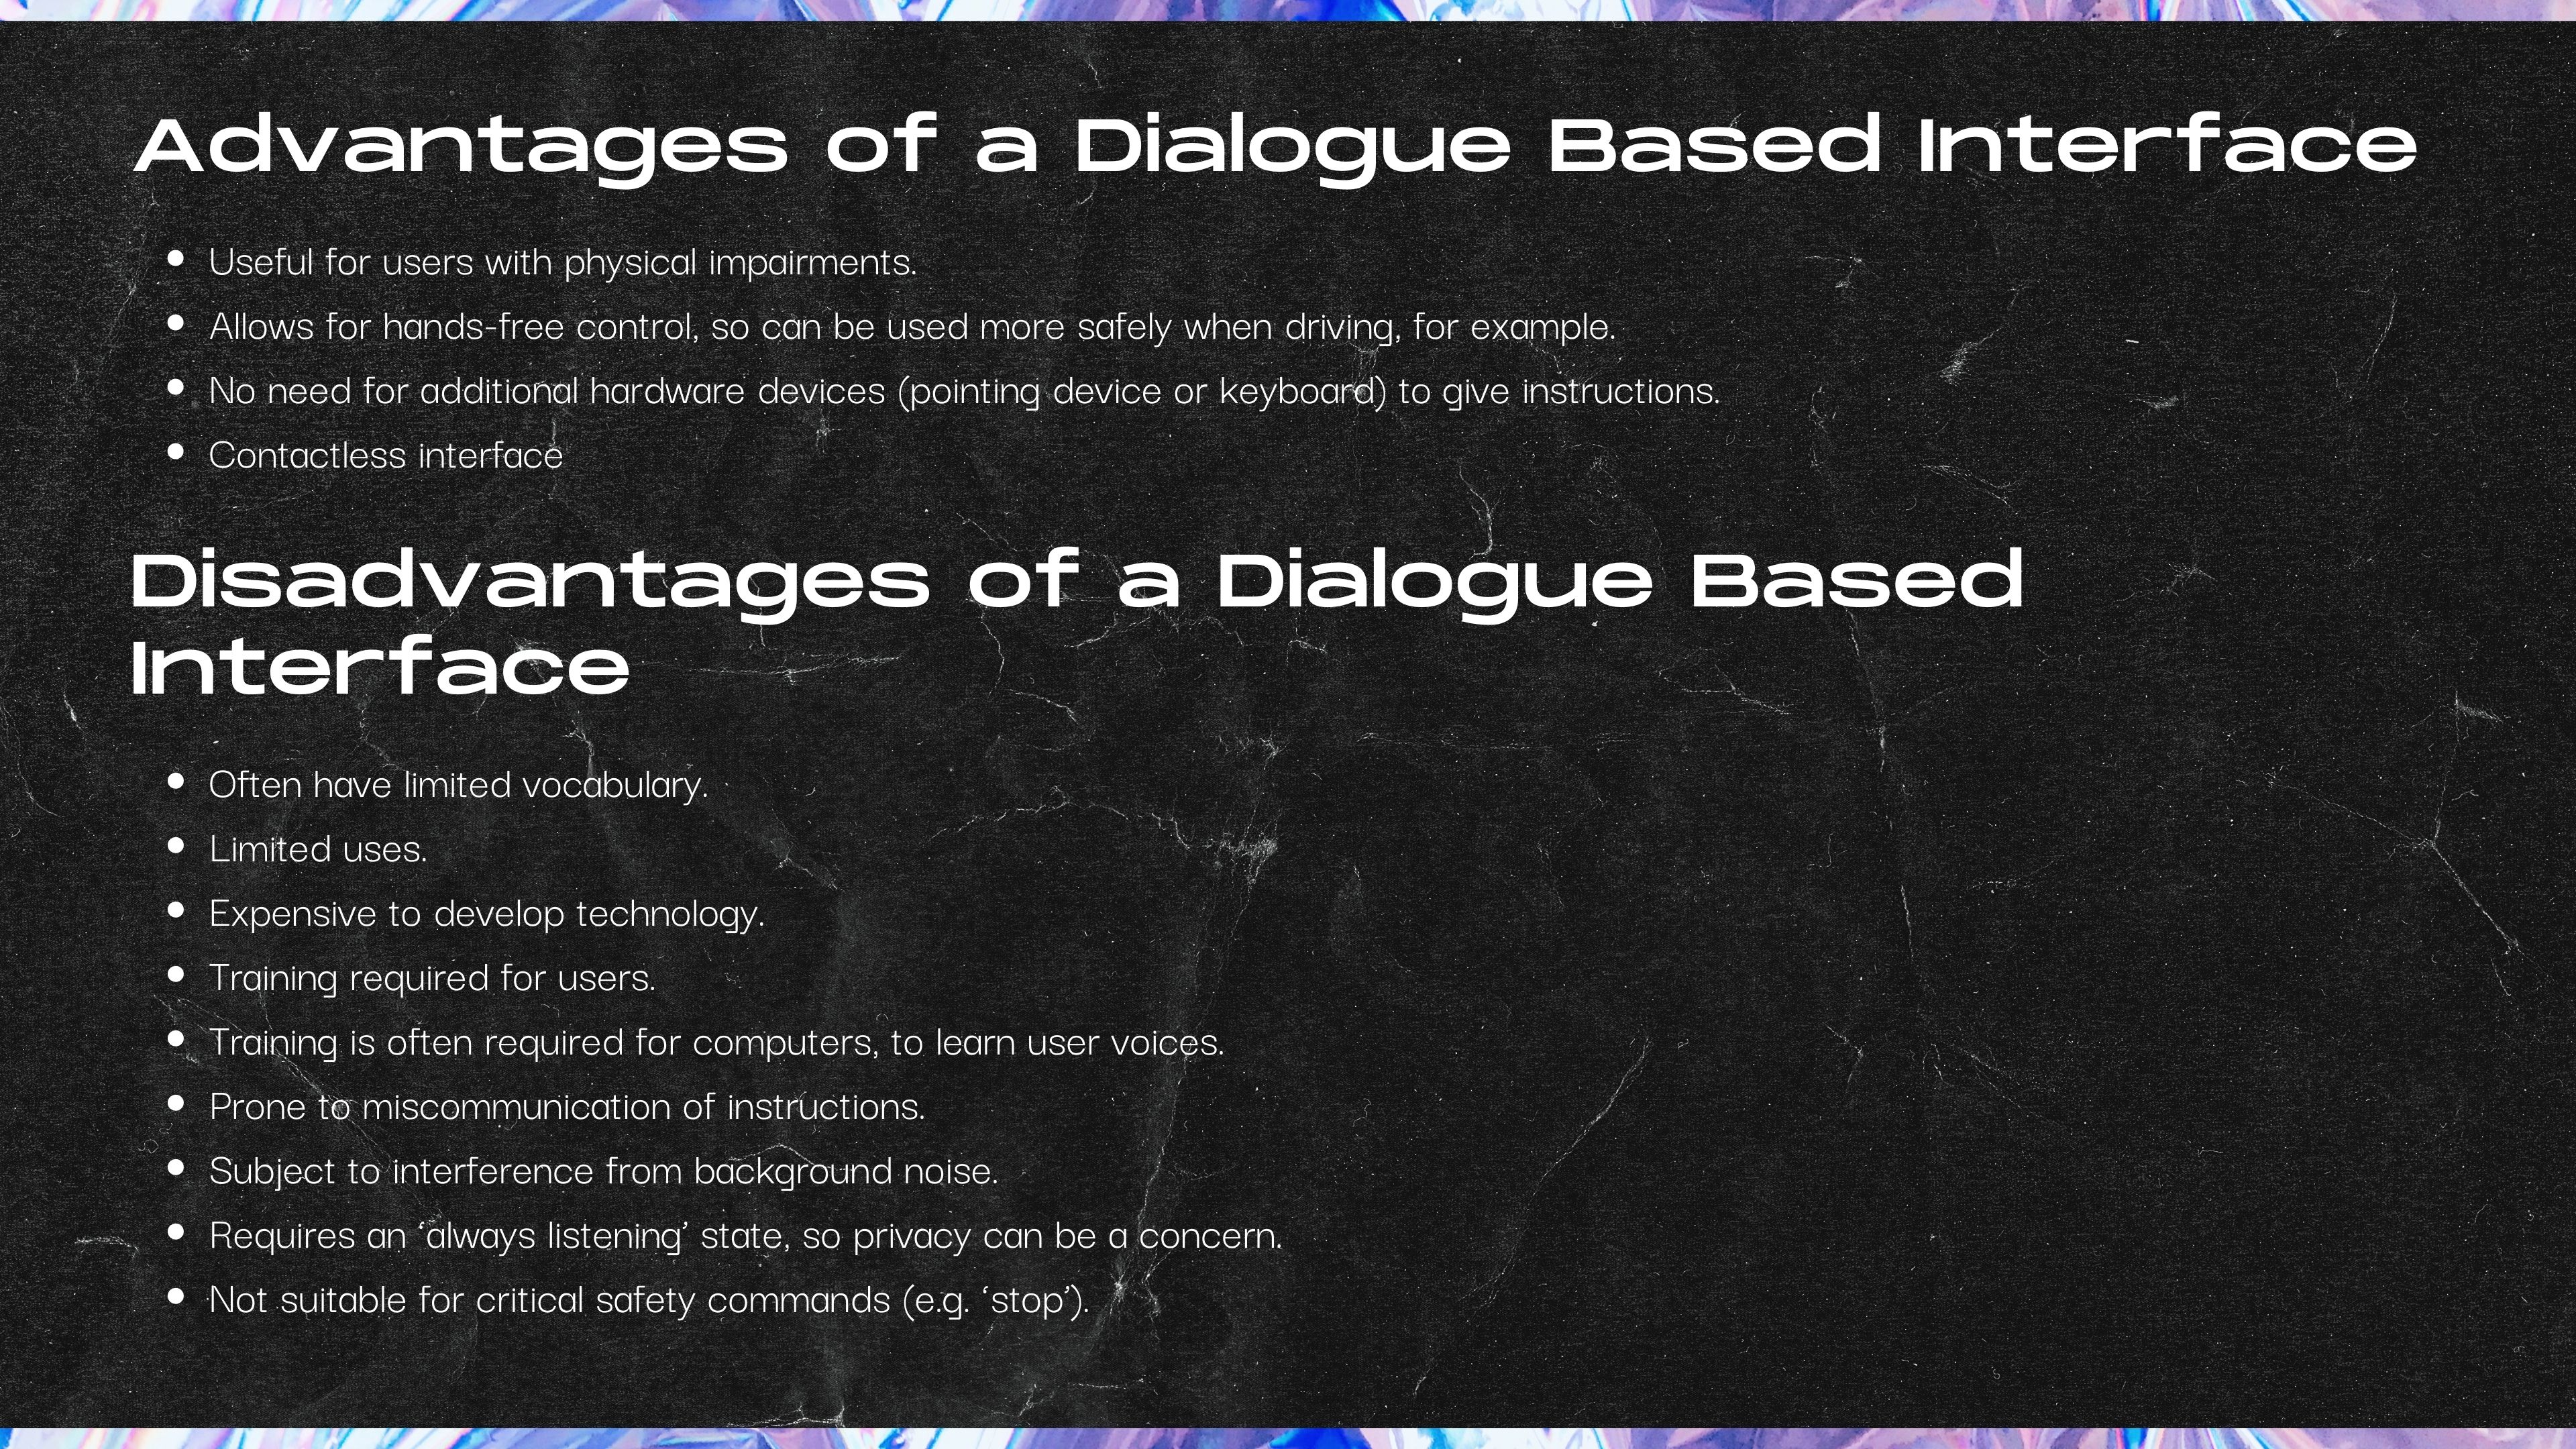 Advantages of a Dialogue Based Interface
• Useful for users with physical impairments.
• Allows for hands-free control, so can be used more safely when driving, for example.
• No need for additional hardware devices (pointing device or keyboard) to give instructions.
• Contactless interface
Disadvantages of a Dialogue Based
Interface
• Often have limited vocabulary.
• Limited uses.
• Expensive to develop technology.
• Training required for users.
• Training is often required for computers, to learn user voices.
• Prone to miscommunication of instructions.
• Subject to interference from background noise.
• Requires an ‘always listening’ state, so privacy can be a concern.
• Not suitable for critical safety commands (e.g. ‘stop’).